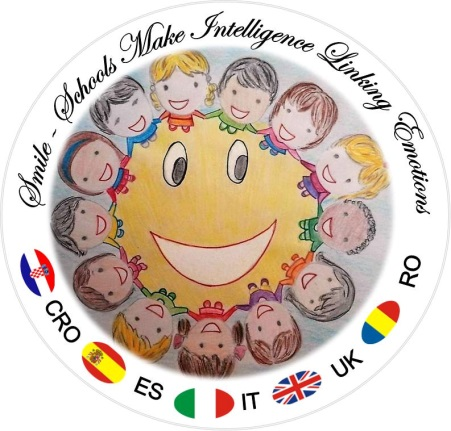 Smile - Schools Make Intelligence Linking Emotions
CRO
ES
IT
UK
RO